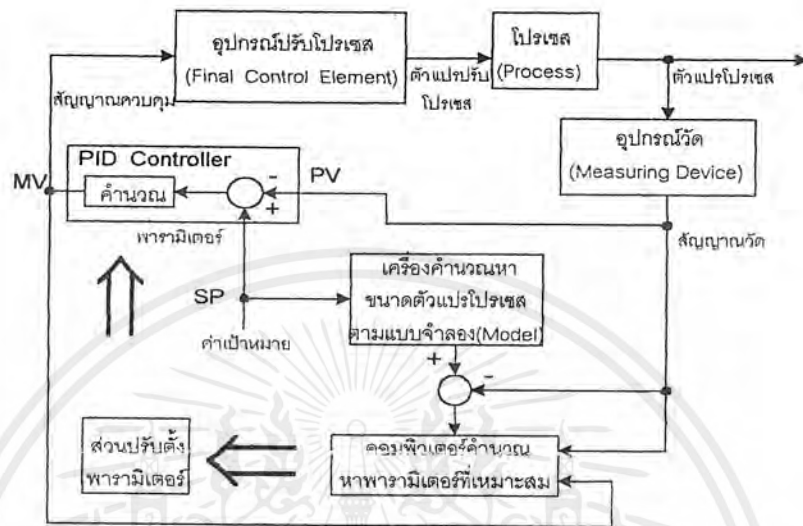 อุปกรณ์ปรับโปรเซส
(Final Control Element)
โปรเซส
(Process)
ตัวแปรปรับ
โปรเซส
ตัวแปรโปรเซส
สัญญาณควบคุม
อุปกรณ์วัด
(Measuring Device)
PID Controller
MV
คำนวณ
-
+
PV
พารามิเตอร์
สัญญาณวัด
SP
ค่าเป้าหมาย
เครื่องคำนวณหา
ขนาดตัวแปรโปรเซส
ตามแบบจำลอง(Model)
+
-
ส่วนปรับตั้ง
พารามิเตอร์
คอมพิวเตอร์คำนวณ
หาพารามิเตอร์ที่เหมาะสม